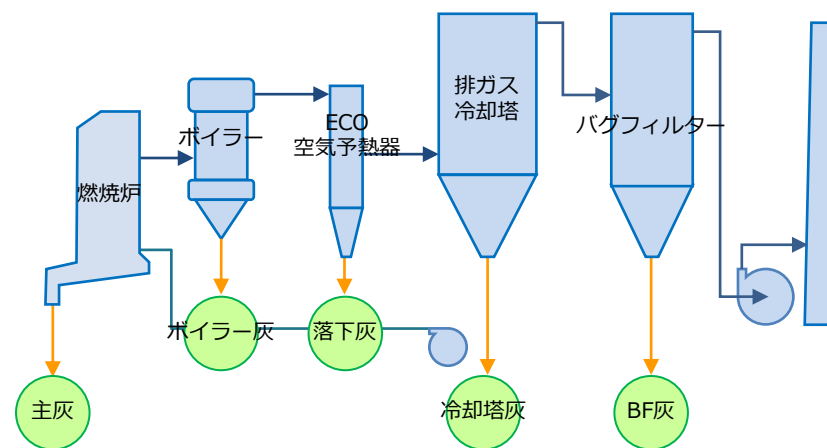 排ガス
冷却塔
ECO
空気予熱器
ボイラー
バグフィルター
燃焼炉
ボイラー灰
落下灰
主灰
冷却塔灰
BF灰